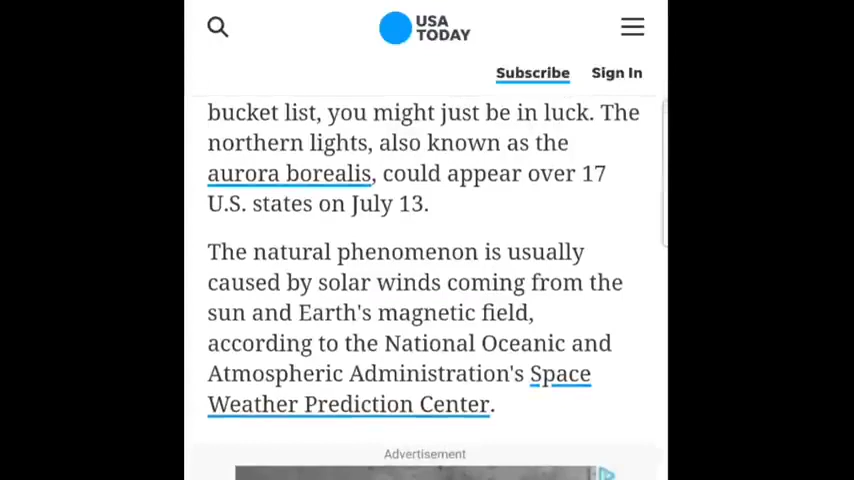 USA
TODAY
Subscribe Sign In
bucket list, you might just be in luck. The
northern lights, also known as the
aurora borealis, could appear over 17
U.S. states on July 13.
The natural phenomenon is usually
caused by solar winds coming from the
sun and Earth's magnetic field,
according to the National Oceanic and
Atmospheric Administration's Space
Weather Prediction Center.
Advertisement